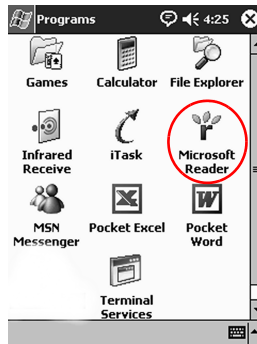 Programs 4:25
Games Calculator File Explorer
Infrared Receive iTask Microsoft Reader
MSN Messenger Pocket Excel Pocket Word
Terminal Services